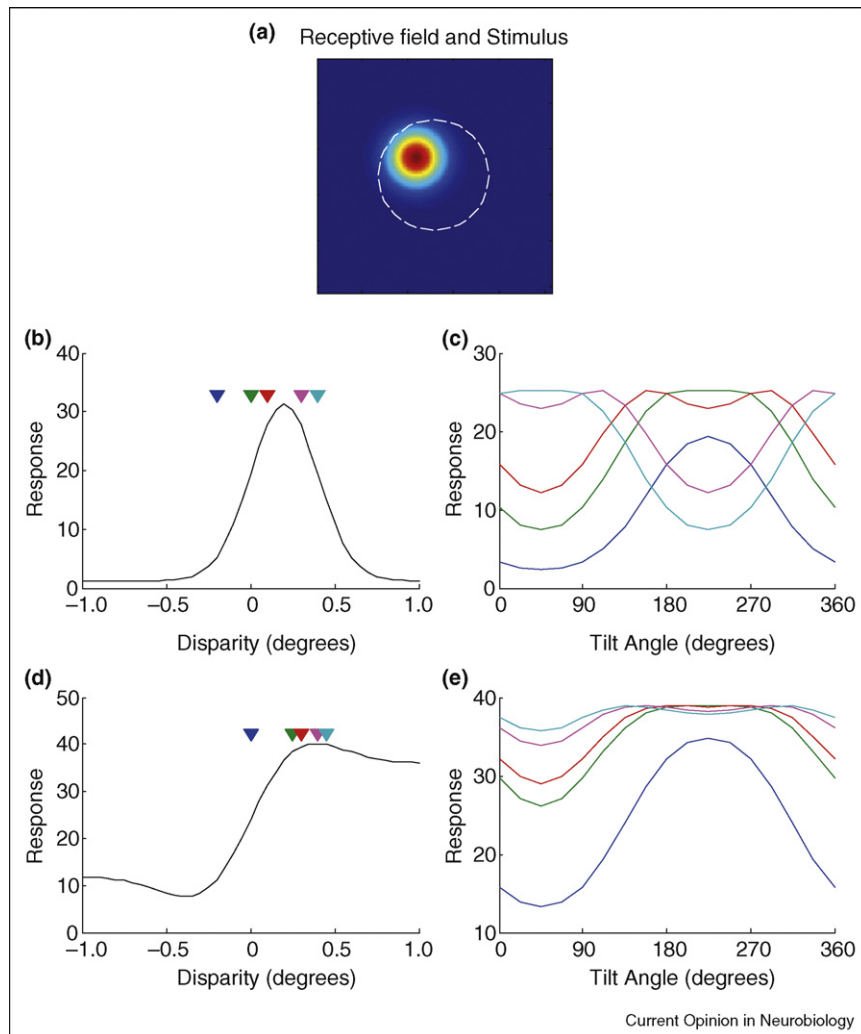 (a) Receptive field and Stimulus
(b)
40
30
20
10
0
Response
−1.0 −0.5 0 0.5 1.0
Disparity (degrees)
(c)
30
20
10
0
Response
0 90 180 270 360
Tilt Angle (degrees)
(d)
50
40
30
20
10
0
Response
−1.0 −0.5 0 0.5 1.0
Disparity (degrees)
(e)
40
30
20
10
Response
0 90 180 270 360
Tilt Angle (degrees)
Current Opinion in Neurobiology